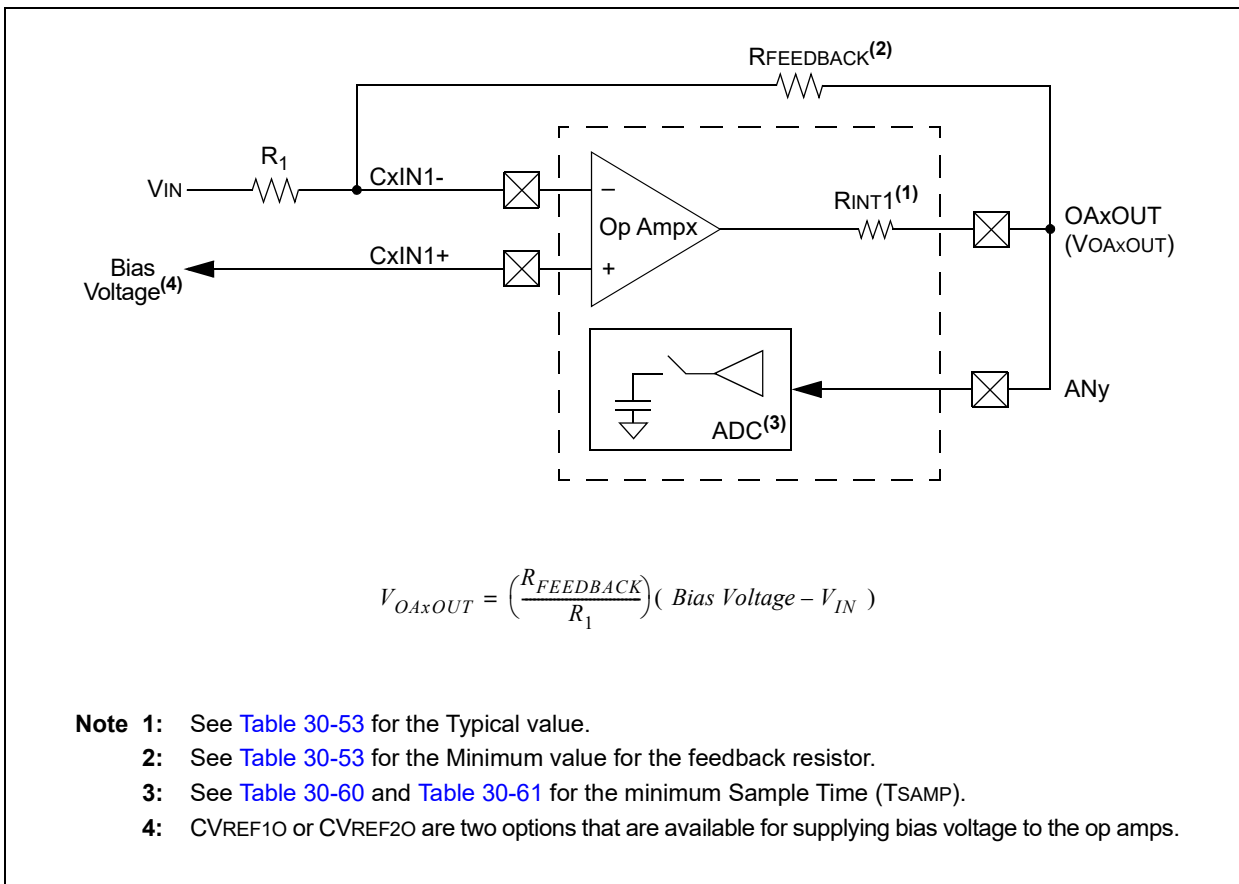 RFEEDBACK(2)
R1
VIN
CxIN1-
–
RINT1(1)
Op Ampx
OAxOUT
(VOAxOUT)
CxIN1+
+
Bias
Voltage(4)
ANy
ADC(3)
VOAxOUT = (RFEEDBACK / R1)( Bias Voltage – VIN )
Note 1: See Table 30-53 for the Typical value.
2: See Table 30-53 for the Minimum value for the feedback resistor.
3: See Table 30-60 and Table 30-61 for the minimum Sample Time (TSAMP).
4: CVREF1O or CVREF2O are two options that are available for supplying bias voltage to the op amps.